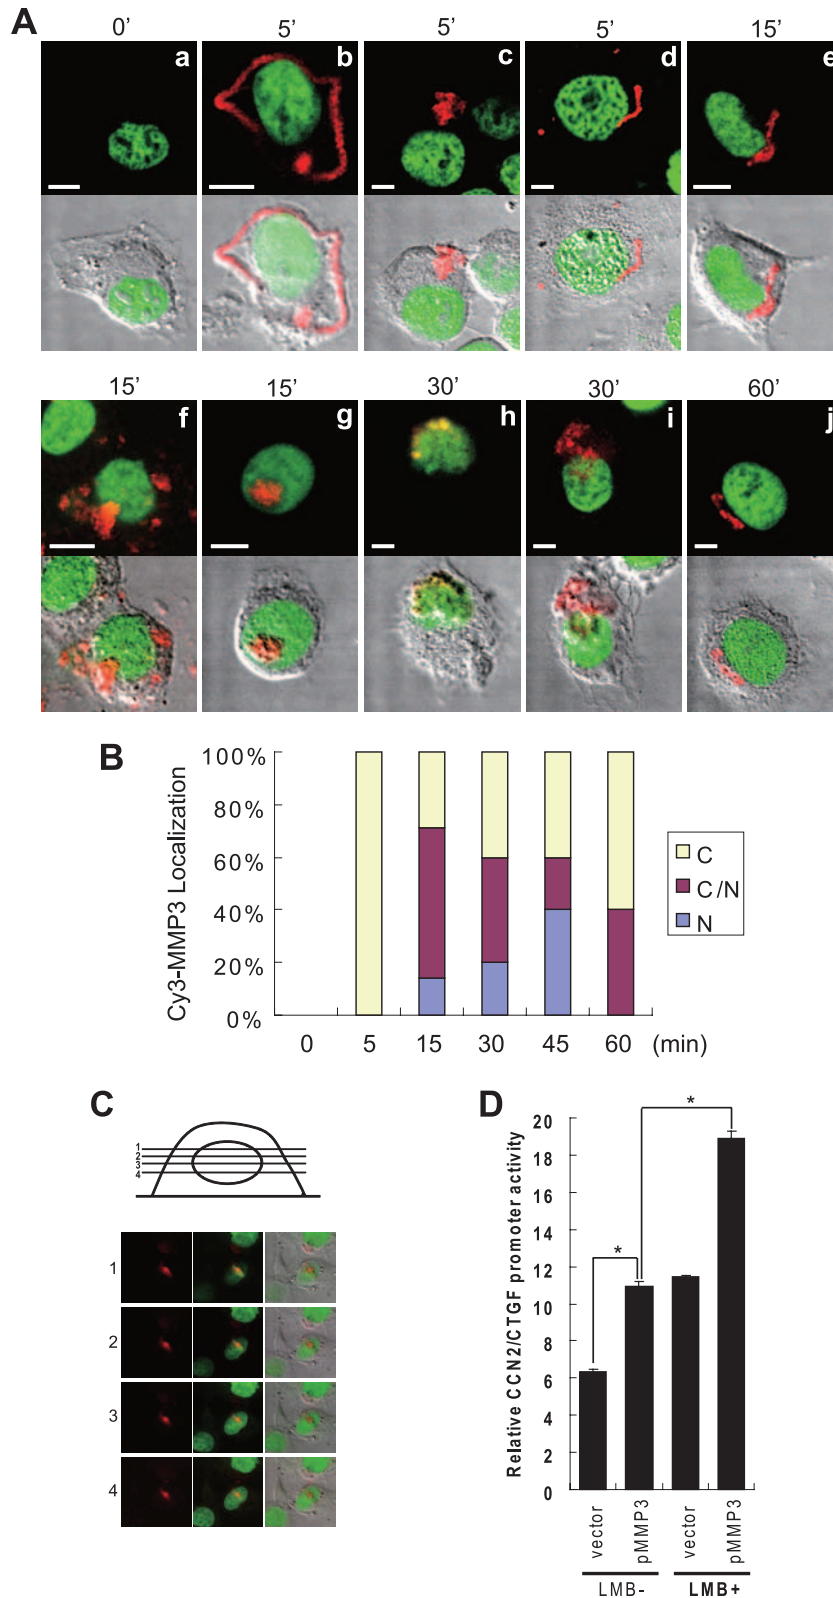 A
0’ 5’ 5’ 5’ 15’
a b c d e
15’ 15’ 30’ 30’ 60’
f g h i j
B
Cy3-MMP3 Localization
100%
80%
60%
40%
20%
0%
0 5 15 30 45 60 (min)
C
C/N
N
C
1
2
3
4
1
2
3
4
D
Relative CCN2/CTGF promoter activity
20
18
16
14
12
10
8
6
4
2
0
*
*
vector pMMP3 vector pMMP3
LMB- LMB+